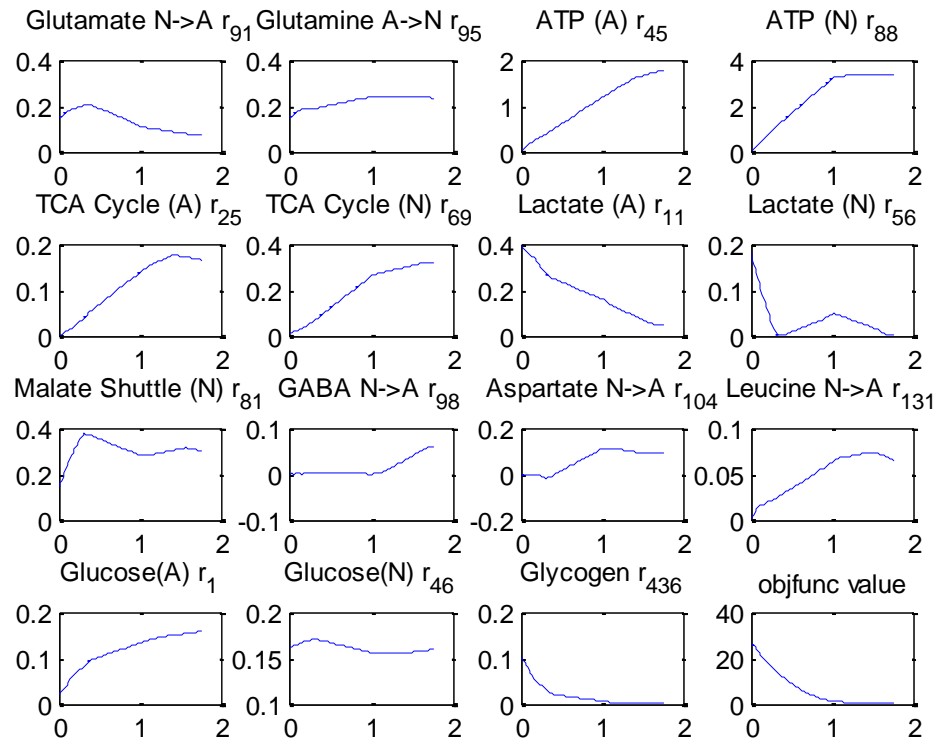 Glutamate N->A r91 Glutamine A->N r95 ATP (A) r45 ATP (N) r88
0.4 0.4 2 4
0.2 0.2 1 2
0 0 0 0
0 1 2 0 1 2 0 1 2 0 1 2
TCA Cycle (A) r25 TCA Cycle (N) r69 Lactate (A) r11 Lactate (N) r56
0.2 0.4 0.4 0.2
0.1 0.2 0.2 0.1
0 0 0 0
0 1 2 0 1 2 0 1 2 0 1 2
Malate Shuttle (N) r81 GABA N->A r98 Aspartate N->A r104 Leucine N->A r131
0.4 0.1 0.2 0.1
0.2 0 0 0.05
0 -0.1 -0.2 0
0 1 2 0 1 2 0 1 2 0 1 2
Glucose(A) r1 Glucose(N) r46 Glycogen r436 objfunc value
0.2 0.2 0.2 40
0.1 0.15 0.1 20
0 0.1 0 0
0 1 2 0 1 2 0 1 2 0 1 2